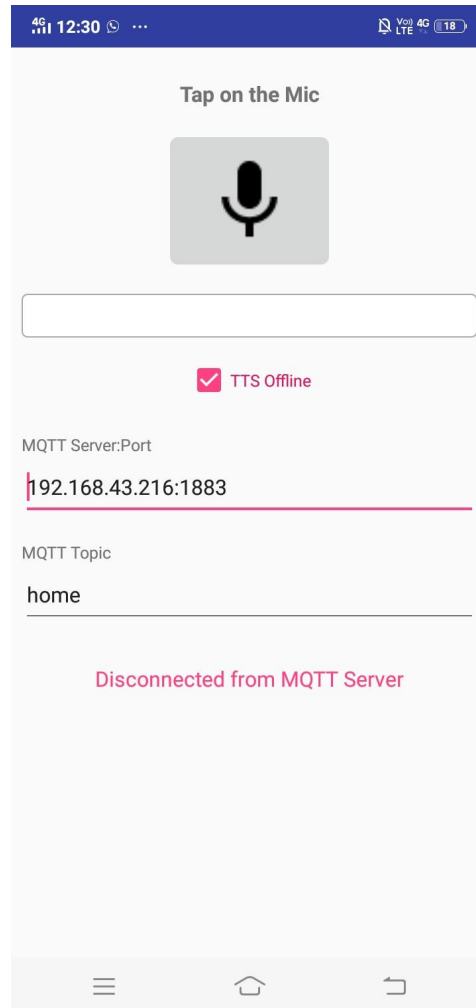 4G 12:30 ... Vo)) LTE 4G 18
Tap on the Mic
TTS Offline
MQTT Server:Port
192.168.43.216:1883
MQTT Topic
home
Disconnected from MQTT Server